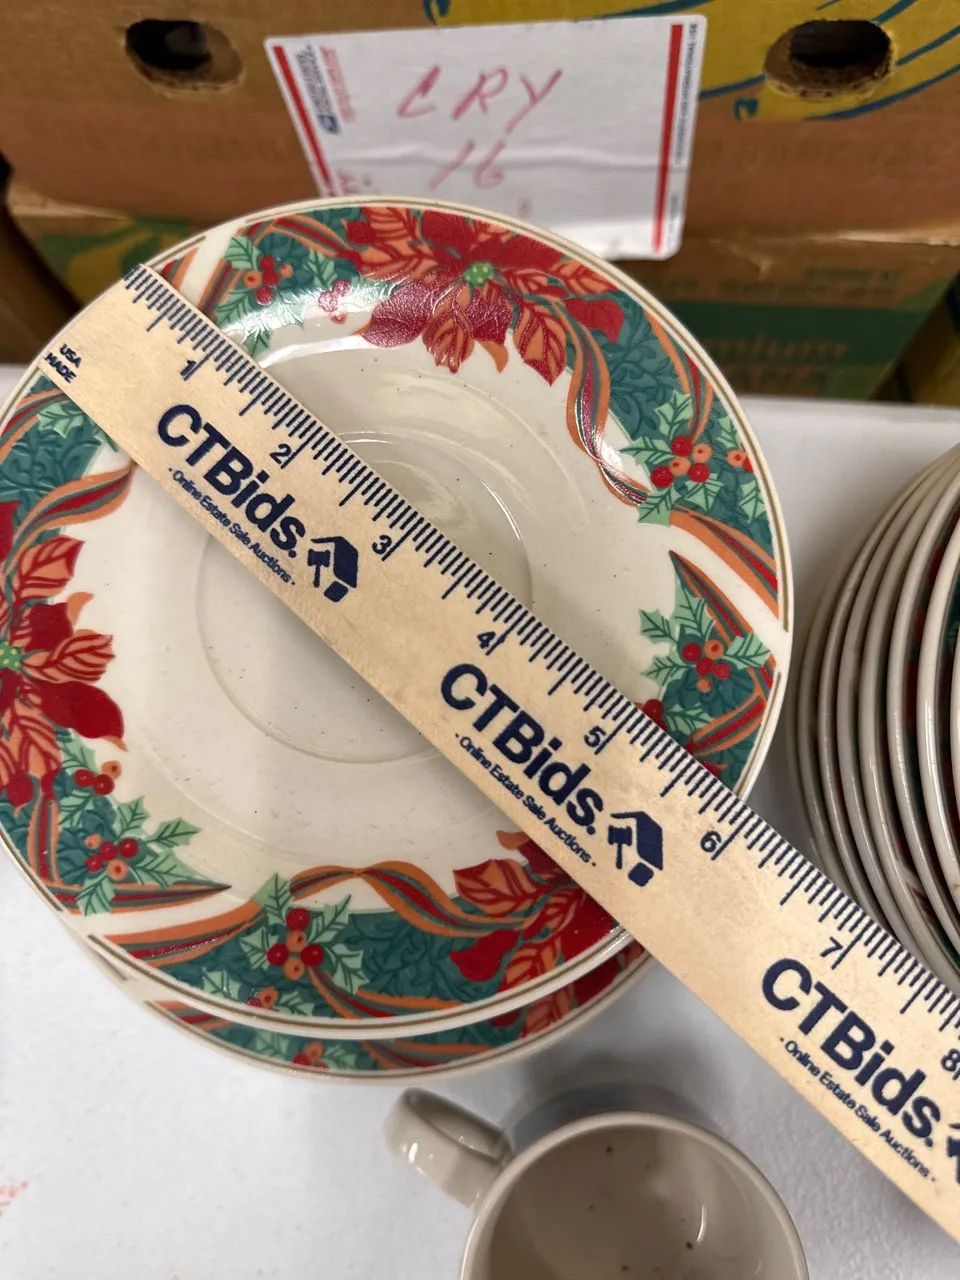 CRY
16
USA
MADE
1 2 3 4 5 6 7 8
CTBids.
· Online Estate Sale Auctions ·
CTBids.
· Online Estate Sale Auctions ·
CTBids.
· Online Estate Sale Auctions ·